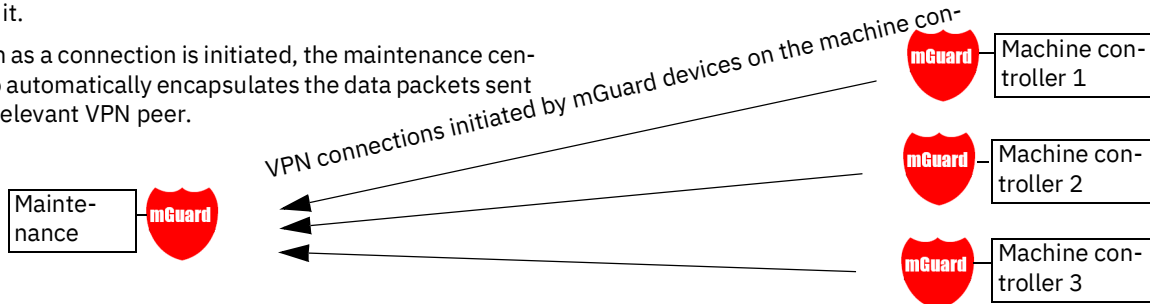 it.
n as a connection is initiated, the maintenance cen-
automatically encapsulates the data packets sent
elevant VPN peer.
VPN connections initiated by mGuard devices on the machine con-
mGuard
Machine con-
troller 1
mGuard
Machine con-
troller 2
Mainte-
nance
mGuard
mGuard
Machine con-
troller 3